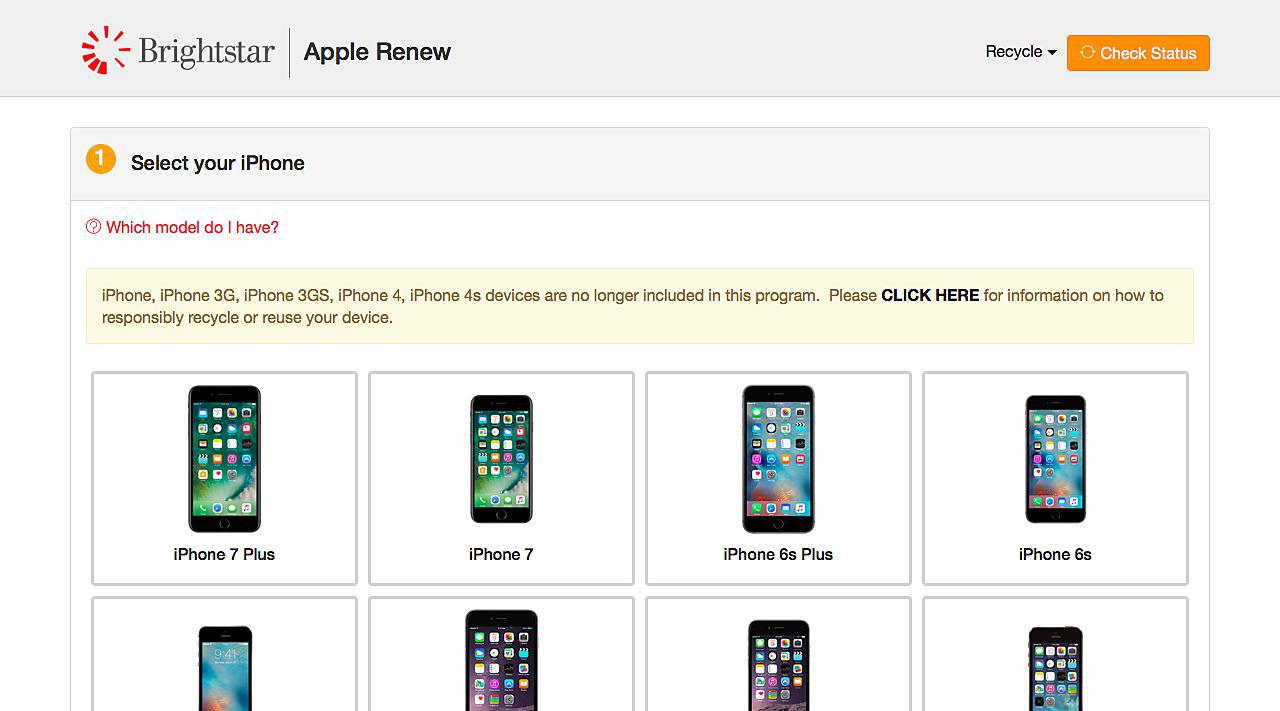 Brightstar
Apple Renew
Recycle
Check Status
1
Select your iPhone
Which model do I have?
iPhone, iPhone 3G, iPhone 3GS, iPhone 4, iPhone 4s devices are no longer included in this program. Please CLICK HERE for information on how to
responsibly recycle or reuse your device.
iPhone 7 Plus
iPhone 7
iPhone 6s Plus
iPhone 6s
9:41